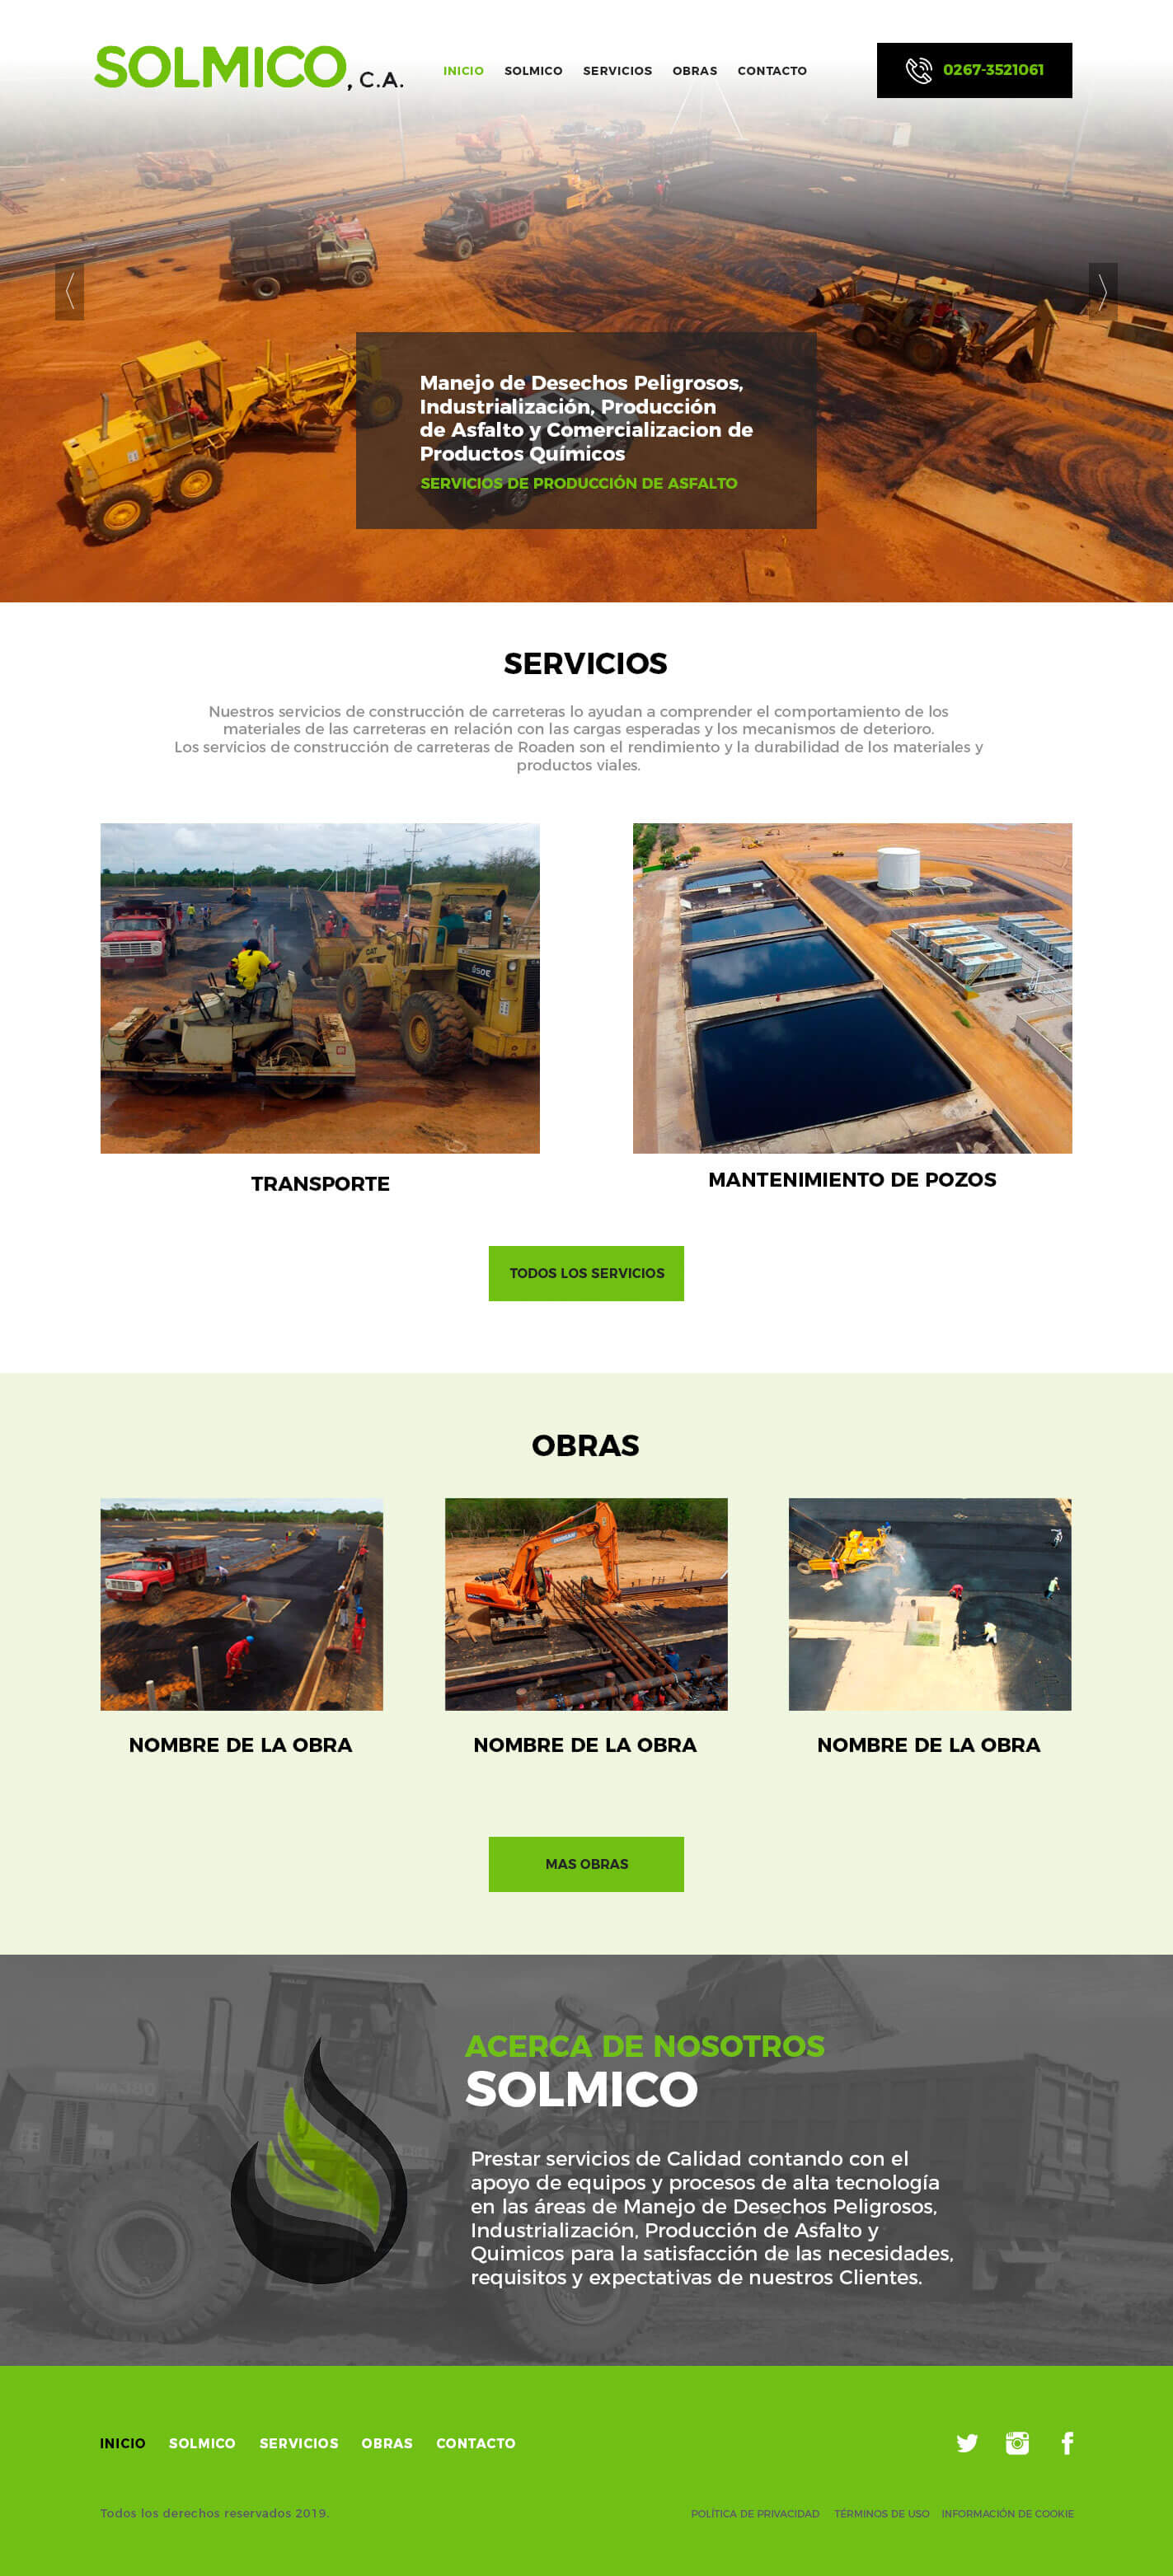 SOLMICO, C.A.
INICIO SOLMICO SERVICIOS OBRAS CONTACTO
0267-3521061
Manejo de Desechos Peligrosos,
Industrialización, Producción
de Asfalto y Comercializacion de
Productos Químicos
SERVICIOS DE PRODUCCIÓN DE ASFALTO
SERVICIOS
Nuestros servicios de construcción de carreteras lo ayudan a comprender el comportamiento de los
materiales de las carreteras en relación con las cargas esperadas y los mecanismos de deterioro.
Los servicios de construcción de carreteras de Roaden son el rendimiento y la durabilidad de los materiales y
productos viales.
CAT
TRANSPORTE
MANTENIMIENTO DE POZOS
TODOS LOS SERVICIOS
OBRAS
DOOSAN
NOMBRE DE LA OBRA
NOMBRE DE LA OBRA
NOMBRE DE LA OBRA
MAS OBRAS
ACERCA DE NOSOTROS
SOLMICO
Prestar servicios de Calidad contando con el
apoyo de equipos y procesos de alta tecnología
en las áreas de Manejo de Desechos Peligrosos,
Industrialización, Producción de Asfalto y
Quimicos para la satisfacción de las necesidades,
requisitos y expectativas de nuestros Clientes.
INICIO SOLMICO SERVICIOS OBRAS CONTACTO
Todos los derechos reservados 2019.
POLÍTICA DE PRIVACIDAD TÉRMINOS DE USO INFORMACIÓN DE COOKIE